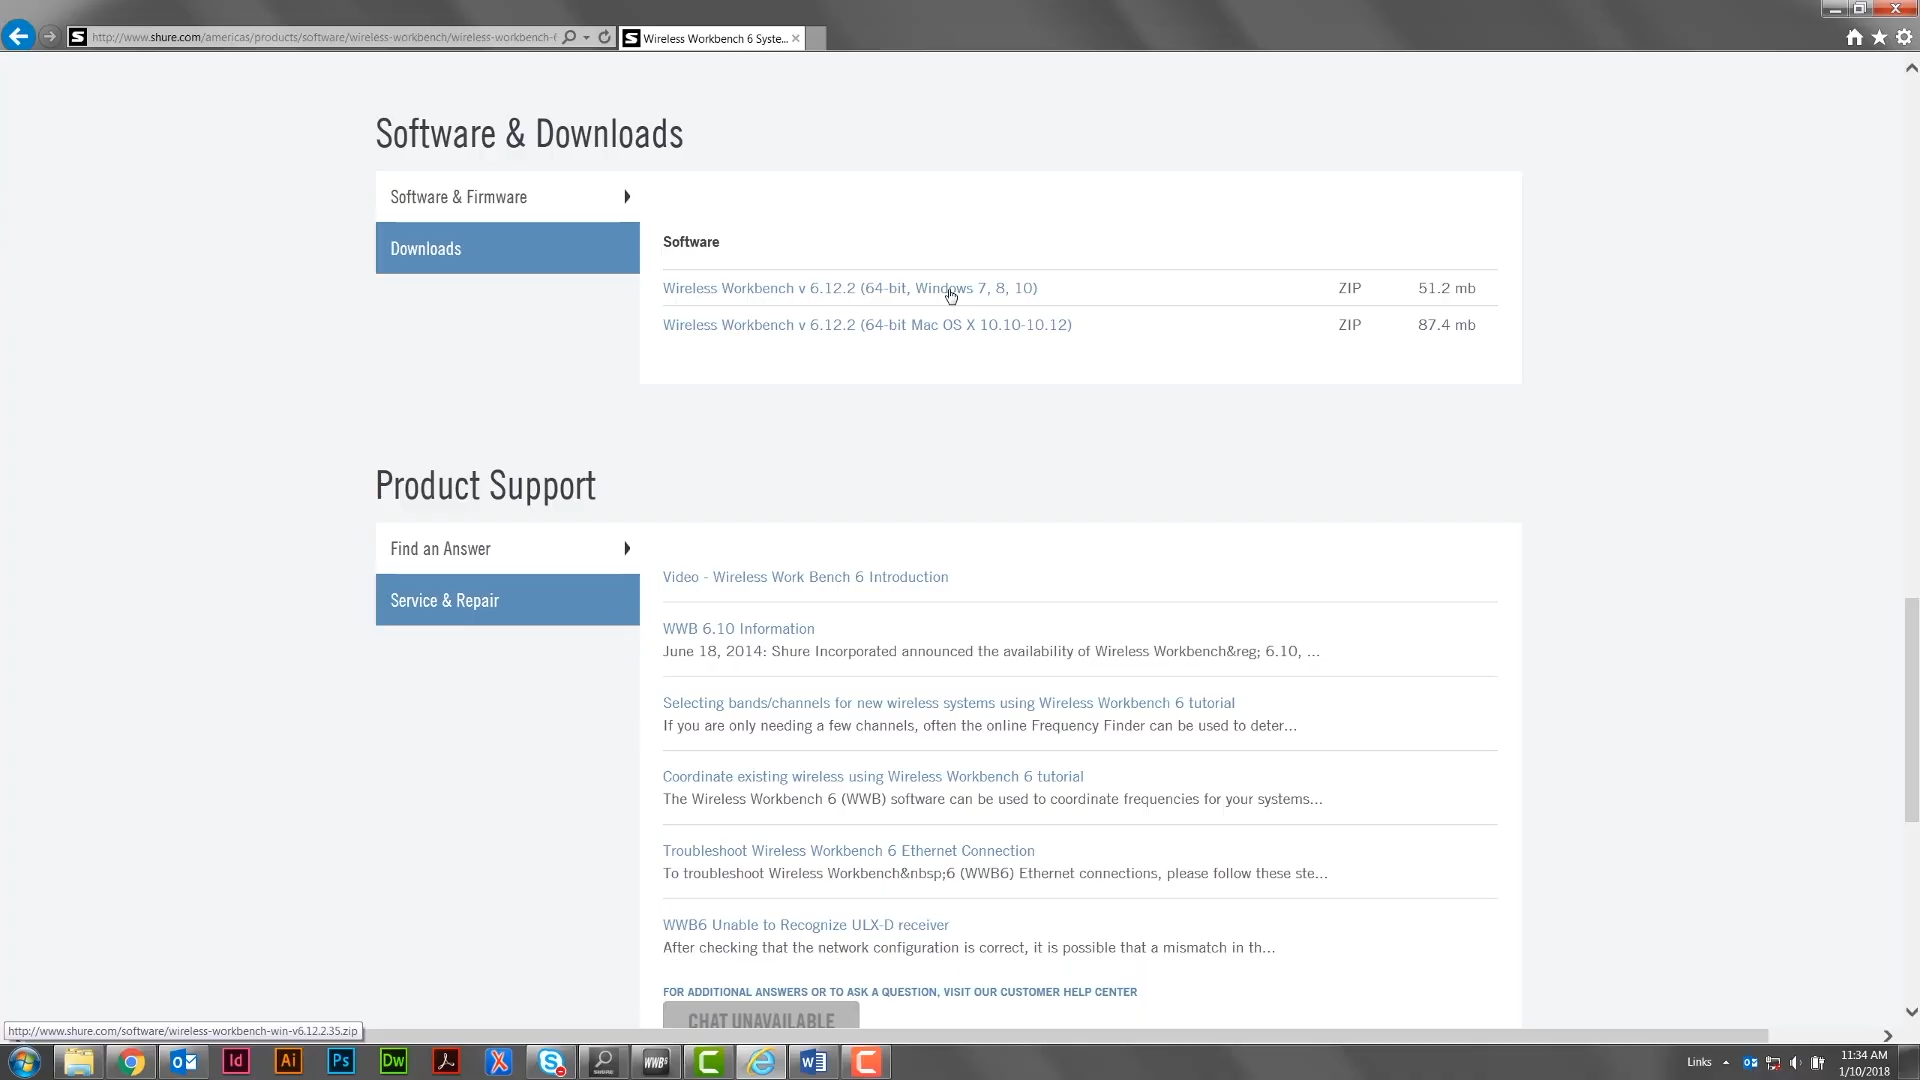 http://www.shure.com/americas/products/software/wireless-workbench/wireless-workbench-6
Wireless Workbench 6 Syste...
Software & Downloads
Software & Firmware
Downloads
Software
Wireless Workbench v 6.12.2 (64-bit, Windows 7, 8, 10) ZIP 51.2 mb
Wireless Workbench v 6.12.2 (64-bit Mac OS X 10.10-10.12) ZIP 87.4 mb
Product Support
Find an Answer
Service & Repair
Video - Wireless Work Bench 6 Introduction
WWB 6.10 Information
June 18, 2014: Shure Incorporated announced the availability of Wireless Workbench&reg; 6.10, ...
Selecting bands/channels for new wireless systems using Wireless Workbench 6 tutorial
If you are only needing a few channels, often the online Frequency Finder can be used to deter...
Coordinate existing wireless using Wireless Workbench 6 tutorial
The Wireless Workbench 6 (WWB) software can be used to coordinate frequencies for your systems...
Troubleshoot Wireless Workbench 6 Ethernet Connection
To troubleshoot Wireless Workbench&nbsp;6 (WWB6) Ethernet connections, please follow these ste...
WWB6 Unable to Recognize ULX-D receiver
After checking that the network configuration is correct, it is possible that a mismatch in th...
FOR ADDITIONAL ANSWERS OR TO ASK A QUESTION, VISIT OUR CUSTOMER HELP CENTER
CHAT UNAVAILABLE
http://www.shure.com/software/wireless-workbench-win-v6.12.2.35.zip
Id Ai Ps Dw SHURE WWB6
Links
11:34 AM
1/10/2018